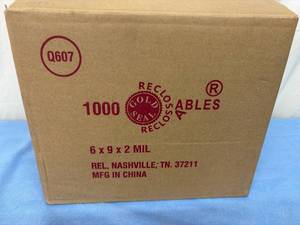 Q607
1000 GOLD SEAL RECLOSABLES ®
RECLOSABLES
6 x 9 x 2 MIL
REL, NASHVILLE, TN. 37211
MFG IN CHINA